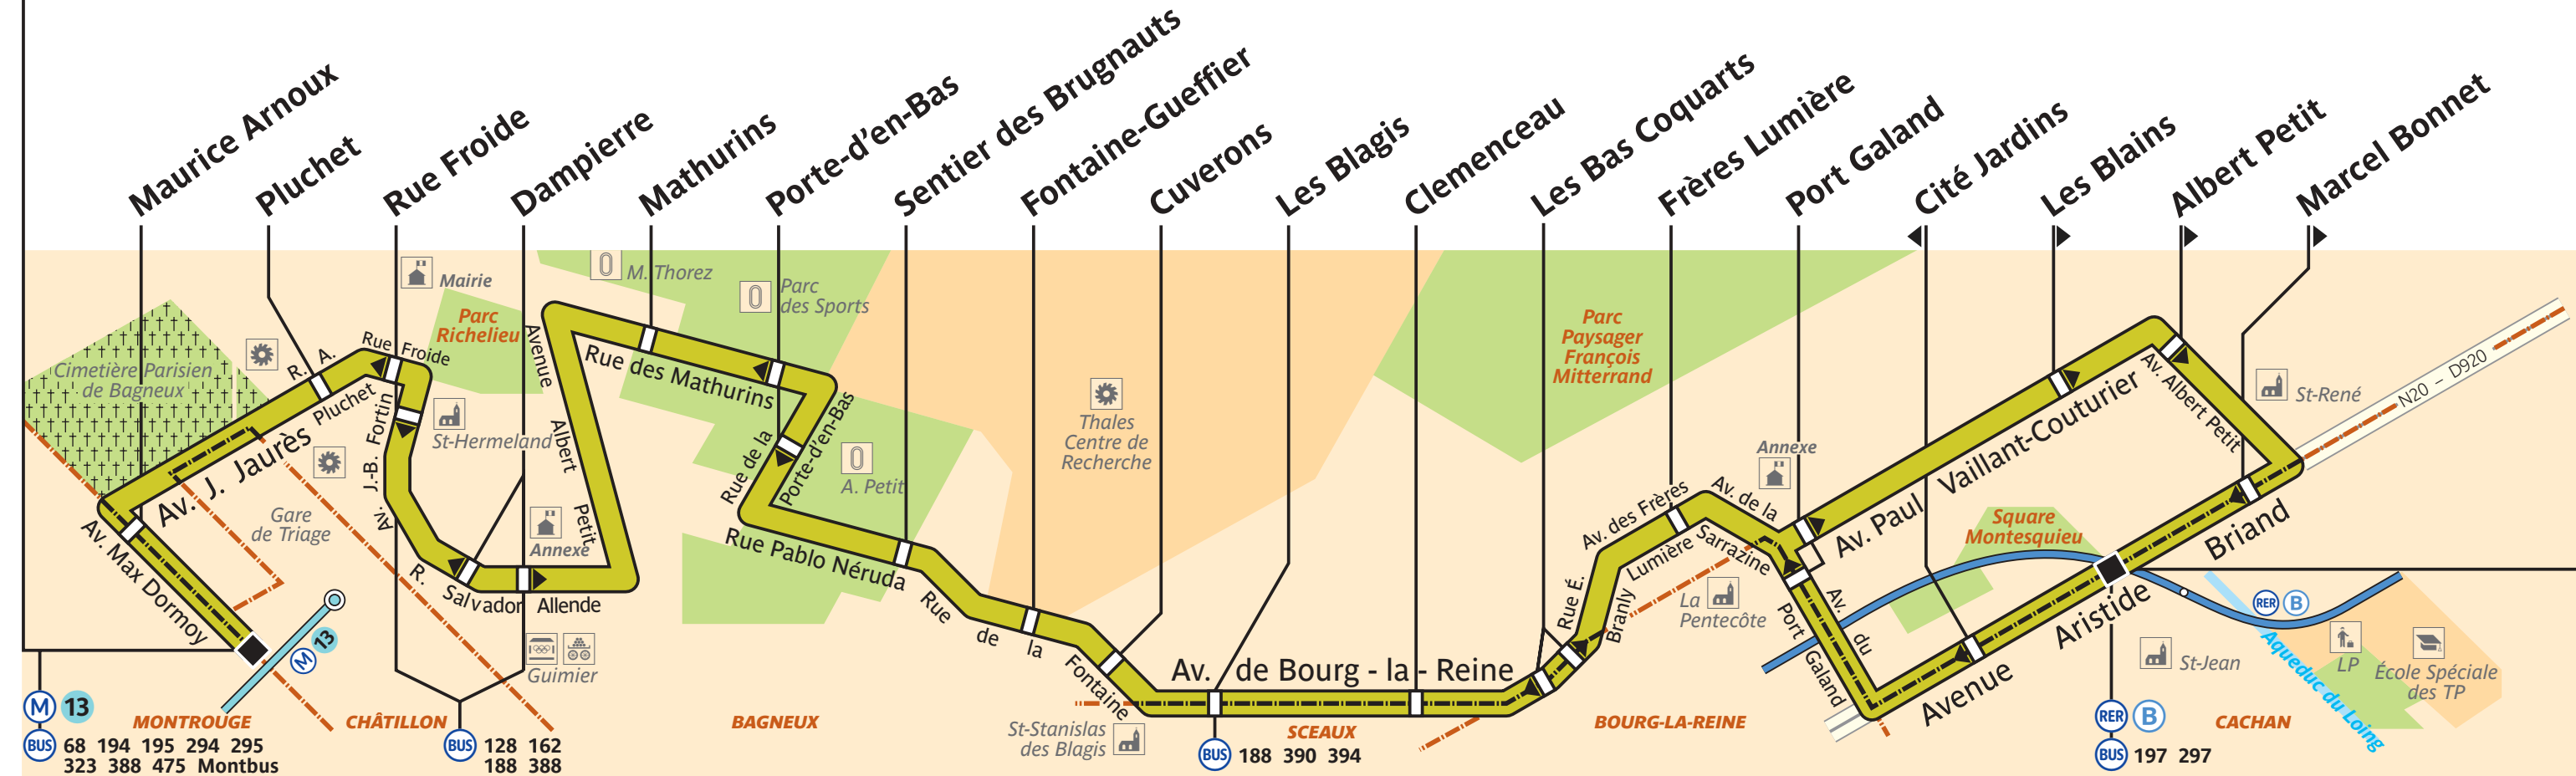 Maurice Arnoux
Pluchet
Rue Froide
Dampierre
Mathurins
Porte-d'en-Bas
Sentier des Brugnauts
Fontaine-Gueffier
Cuverons
Les Blagis
Clemenceau
Les Bas Coquarts
Frères Lumière
Port Galand
Cité Jardins
Les Blains
Albert Petit
Marcel Bonnet
Cimetière Parisien
de Bagneux
Mairie
Parc
Richelieu
M. Thorez
Parc
des Sports
R. A.
Pluchet
Rue Froide
St-Hermeland
Av. J. Jaurès
Av. Max Dormoy
Gare
de Triage
Av. J.-B. Fortin
R. Salvador Allende
Annexe
Guimier
Avenue Albert Petit
Rue des Mathurins
Rue de la
Porte-d'en-Bas
A. Petit
Rue Pablo Néruda
Rue de la Fontaine
Thales
Centre de
Recherche
Av. de Bourg - la - Reine
St-Stanislas
des Blagis
Parc
Paysager
François
Mitterrand
Rue É.
Branly
Av. des Frères
Lumière
Av. de la
Sarrazine
La
Pentecôte
Annexe
Av. du
Port Galand
Av. Paul Vaillant-Couturier
Av. Albert Petit
Square
Montesquieu
Avenue Aristide Briand
St-René
N20 – D920
St-Jean
RER B
Aqueduc du Loing
LP
École Spéciale
des TP
M 13
MONTROUGE
CHÂTILLON
BAGNEUX
SCEAUX
BOURG-LA-REINE
CACHAN
M 13
BUS 68 194 195 294 295
323 388 475 Montbus
BUS 128 162
188 388
BUS 188 390 394
RER B
BUS 197 297